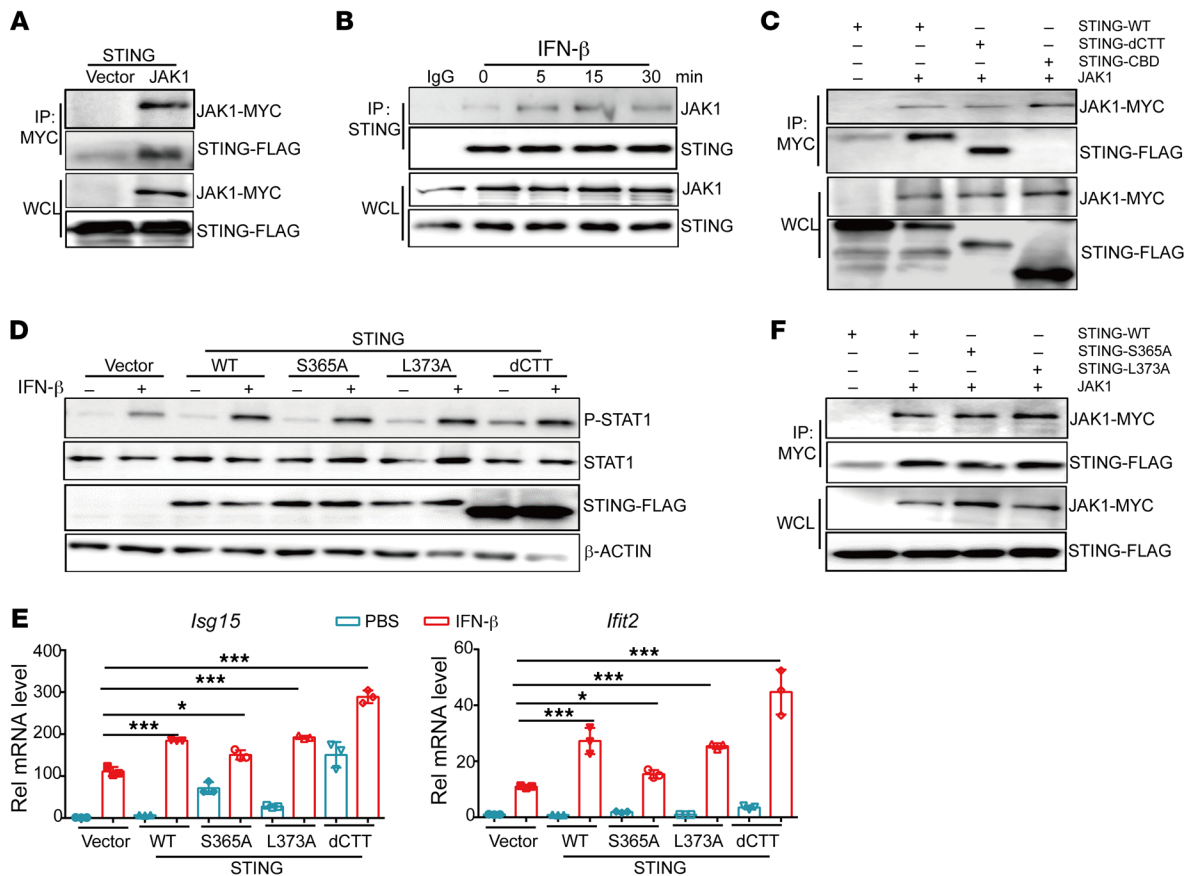 A
STING
Vector JAK1
IP: MYC
JAK1-MYC
STING-FLAG
WCL
JAK1-MYC
STING-FLAG
B
IFN-β
IgG 0 5 15 30 min
IP: STING
JAK1
STING
WCL
JAK1
STING
C
+ + – – STING-WT
– – + – STING-dCTT
– – – + STING-CBD
– + + + JAK1
IP: MYC
JAK1-MYC
STING-FLAG
WCL
JAK1-MYC
STING-FLAG
D
STING
Vector WT S365A L373A dCTT
IFN-β – + – + – + – + – +
P-STAT1
STAT1
STING-FLAG
β-ACTIN
F
+ + – – STING-WT
– – + – STING-S365A
– – – + STING-L373A
– + + + JAK1
IP: MYC
JAK1-MYC
STING-FLAG
WCL
JAK1-MYC
STING-FLAG
E
PBS IFN-β
Isg15
Rel mRNA level
400
300
200
100
0
***
***
*
***
Vector WT S365A L373A dCTT
STING
Ifit2
Rel mRNA level
60
40
20
0
***
***
*
***
Vector WT S365A L373A dCTT
STING